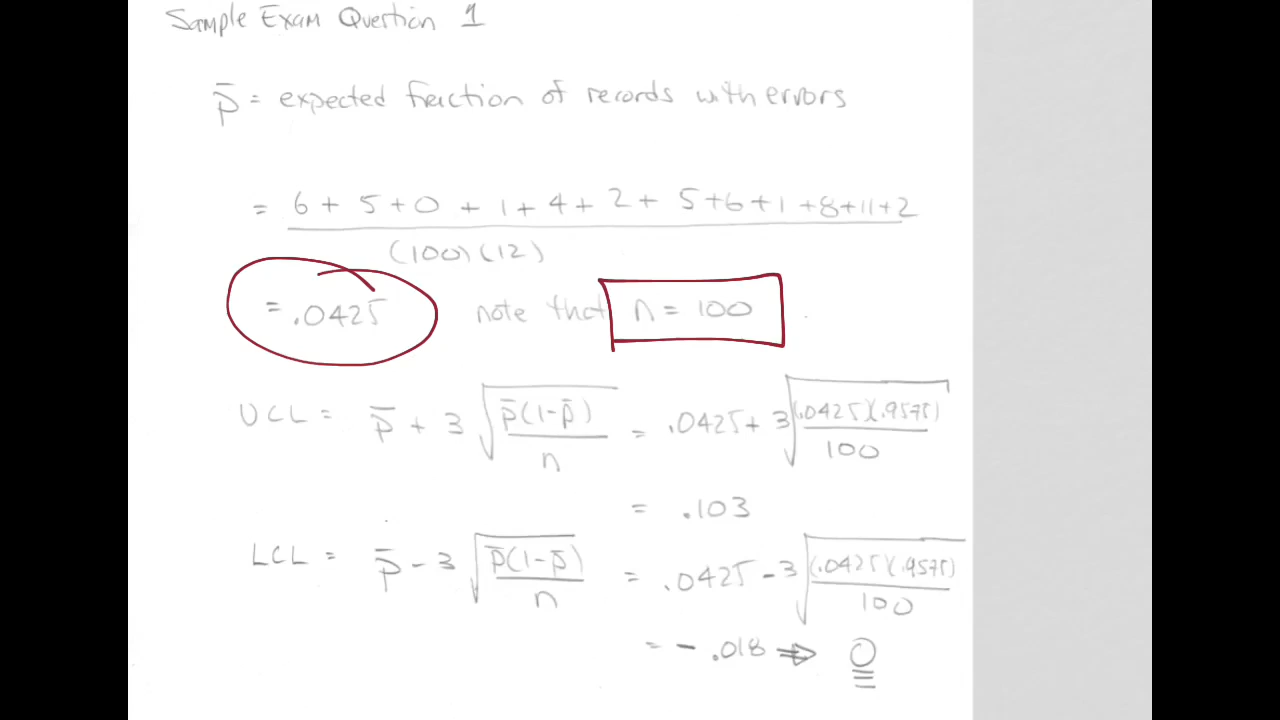 Sample Exam Question 1
p̄ = expected fraction of records with errors
= 6 + 5 + 0 + 1 + 4 + 2 + 5 + 6 + 1 + 8 + 11 + 2
(100)(12)
= .0425 note that n = 100
UCL = p̄ + 3 √ p̄(1-p̄) / n = .0425 + 3 √ (.0425)(.9575) / 100
= .103
LCL = p̄ - 3 √ p̄(1-p̄) / n = .0425 - 3 √ (.0425)(.9575) / 100
= - .018 ⇒ 0